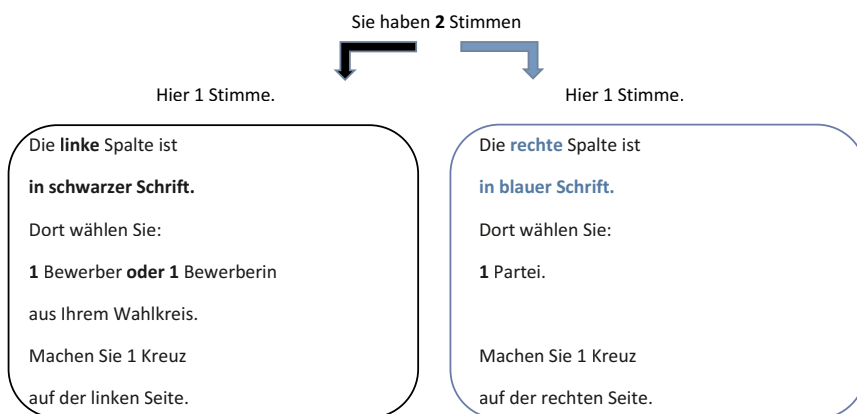 Sie haben 2 Stimmen
Hier 1 Stimme.
Die linke Spalte ist
in schwarzer Schrift.
Dort wählen Sie:
1 Bewerber oder 1 Bewerberin
aus Ihrem Wahlkreis.
Machen Sie 1 Kreuz
auf der linken Seite.
Hier 1 Stimme.
Die rechte Spalte ist
in blauer Schrift.
Dort wählen Sie:
1 Partei.
Machen Sie 1 Kreuz
auf der rechten Seite.